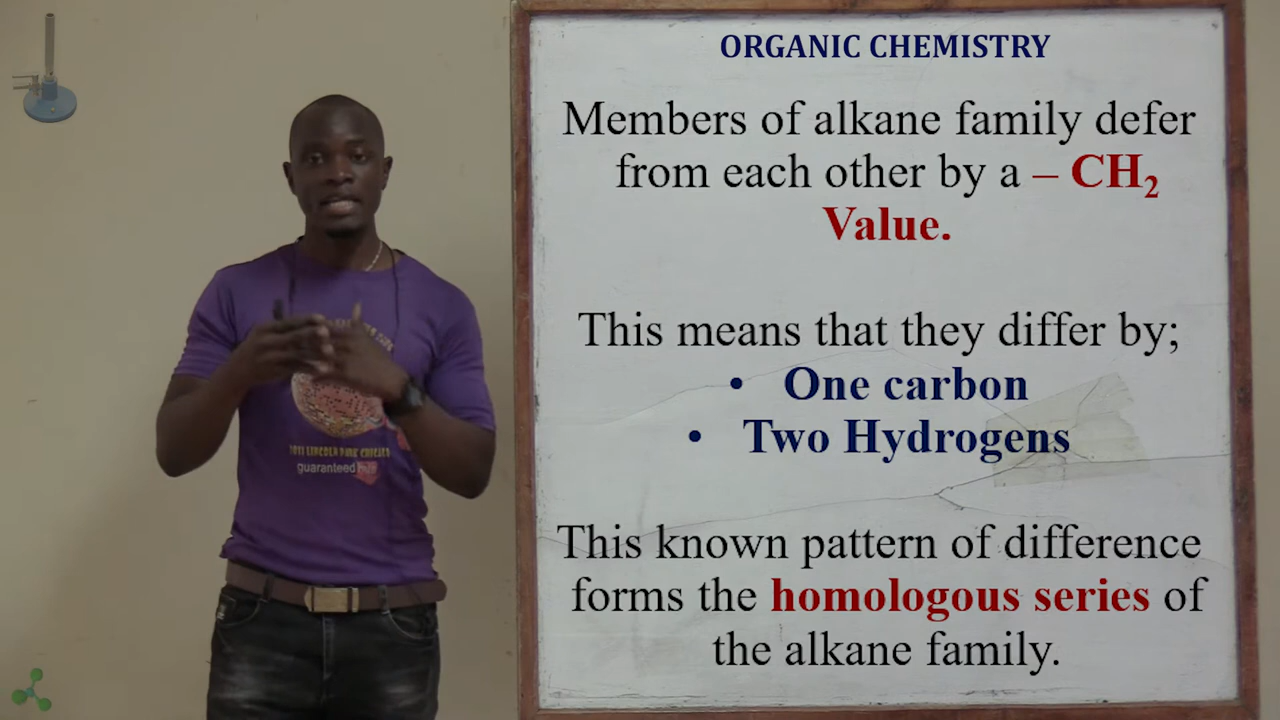 ORGANIC CHEMISTRY
Members of alkane family defer
from each other by a – CH₂
Value.
This means that they differ by;
• One carbon
• Two Hydrogens
This known pattern of difference
forms the homologous series of
the alkane family.
guaranteed